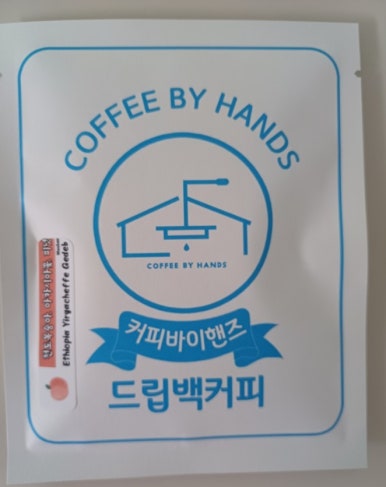 COFFEE BY HANDS
COFFEE BY HANDS
커피바이핸즈
드립백커피
Ethiopia Yirgacheffe Gedeb